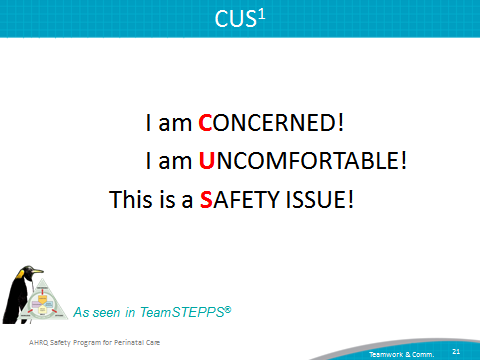 CUS¹
I am CONCERNED!
I am UNCOMFORTABLE!
This is a SAFETY ISSUE!
As seen in TeamSTEPPS®
AHRQ Safety Program for Perinatal Care
Teamwork & Comm.
21